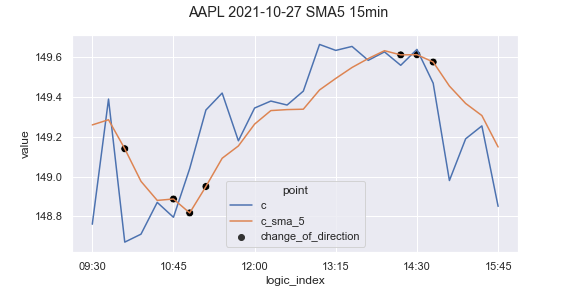 AAPL 2021-10-27 SMA5 15min
149.6
149.4
149.2
149.0
148.8
value
point
c
c_sma_5
change_of_direction
09:30 10:45 12:00 13:15 14:30 15:45
logic_index